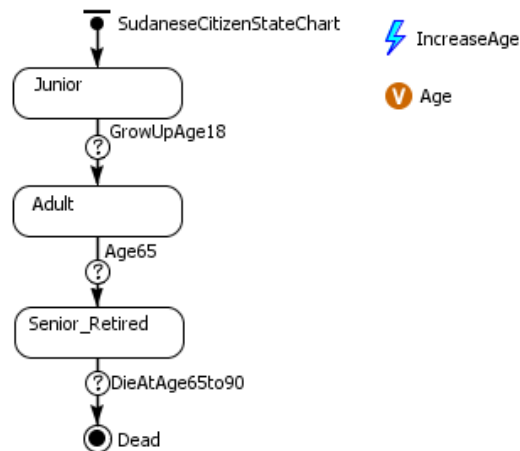 SudaneseCitizenStateChart
IncreaseAge
Junior
V Age
GrowUpAge18
?
Adult
Age65
?
Senior_Retired
? DieAtAge65to90
Dead